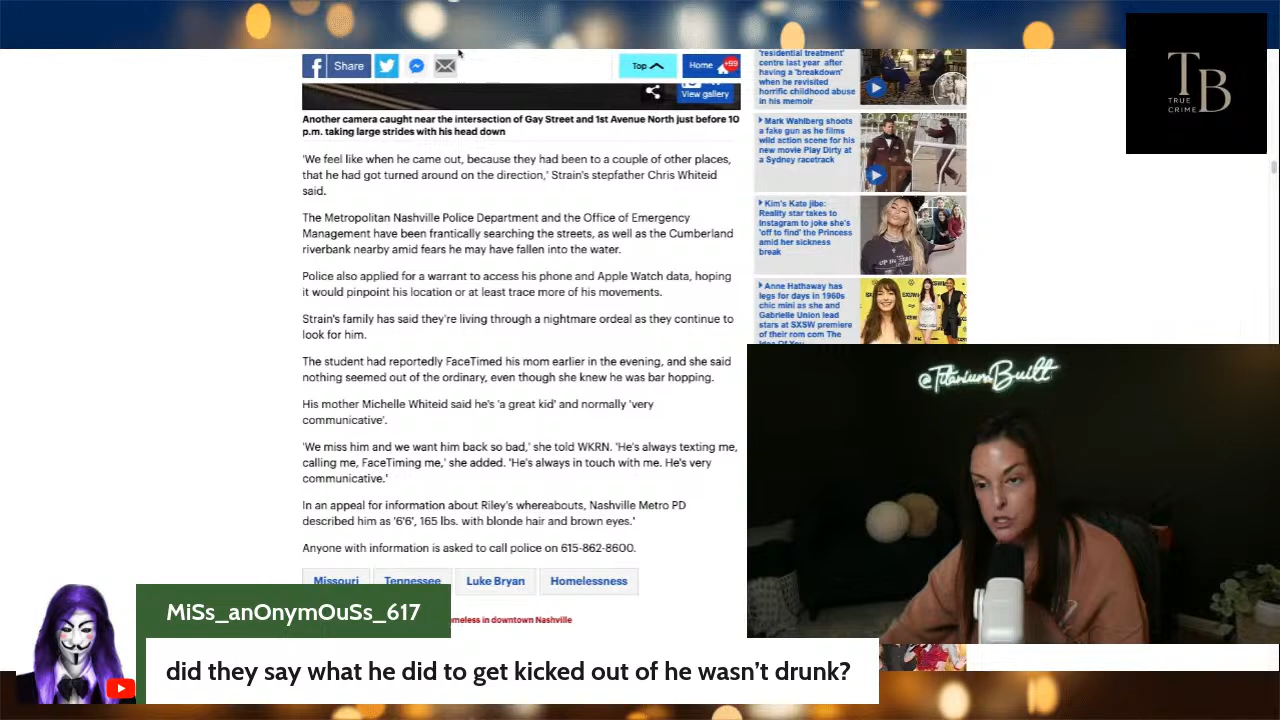 Share
Top
Home
+99
View gallery
Another camera caught near the intersection of Gay Street and 1st Avenue North just before 10
p.m. taking large strides with his head down
'We feel like when he came out, because they had been to a couple of other places,
that he had got turned around on the direction,' Strain's stepfather Chris Whiteid
said.
The Metropolitan Nashville Police Department and the Office of Emergency
Management have been frantically searching the streets, as well as the Cumberland
riverbank nearby amid fears he may have fallen into the water.
Police also applied for a warrant to access his phone and Apple Watch data, hoping
it would pinpoint his location or at least trace more of his movements.
Strain's family has said they're living through a nightmare ordeal as they continue to
look for him.
The student had reportedly FaceTimed his mom earlier in the evening, and she said
nothing seemed out of the ordinary, even though she knew he was bar hopping.
His mother Michelle Whiteid said he's 'a great kid' and normally 'very
communicative'.
'We miss him and we want him back so bad,' she told WKRN. 'He's always texting me,
calling me, FaceTiming me,' she added. 'He's always in touch with me. He's very
communicative.'
In an appeal for information about Riley's whereabouts, Nashville Metro PD
described him as '6'6', 165 lbs. with blonde hair and brown eyes.'
Anyone with information is asked to call police on 615-862-8600.
Missouri
Tennessee
Luke Bryan
Homelessness
meless in downtown Nashville
'residential treatment'
centre last year after
having a 'breakdown'
when he revisited
horrific childhood abuse
in his memoir
Mark Wahlberg shoots
a fake gun as he films
wild action scene for his
new movie Play Dirty at
a Sydney racetrack
Kim's Kate jibe:
Reality star takes to
Instagram to joke she's
'off to find' the Princess
amid her sickness
break
Anne Hathaway has
legs for days in 1960s
chic mini as she and
Gabrielle Union lead
stars at SXSW premiere
of their rom com The
Idea Of You
TB
TRUE
CRIME
@TitaniumBuilt
MiSs_anOnymOuSs_617
did they say what he did to get kicked out of he wasn't drunk?